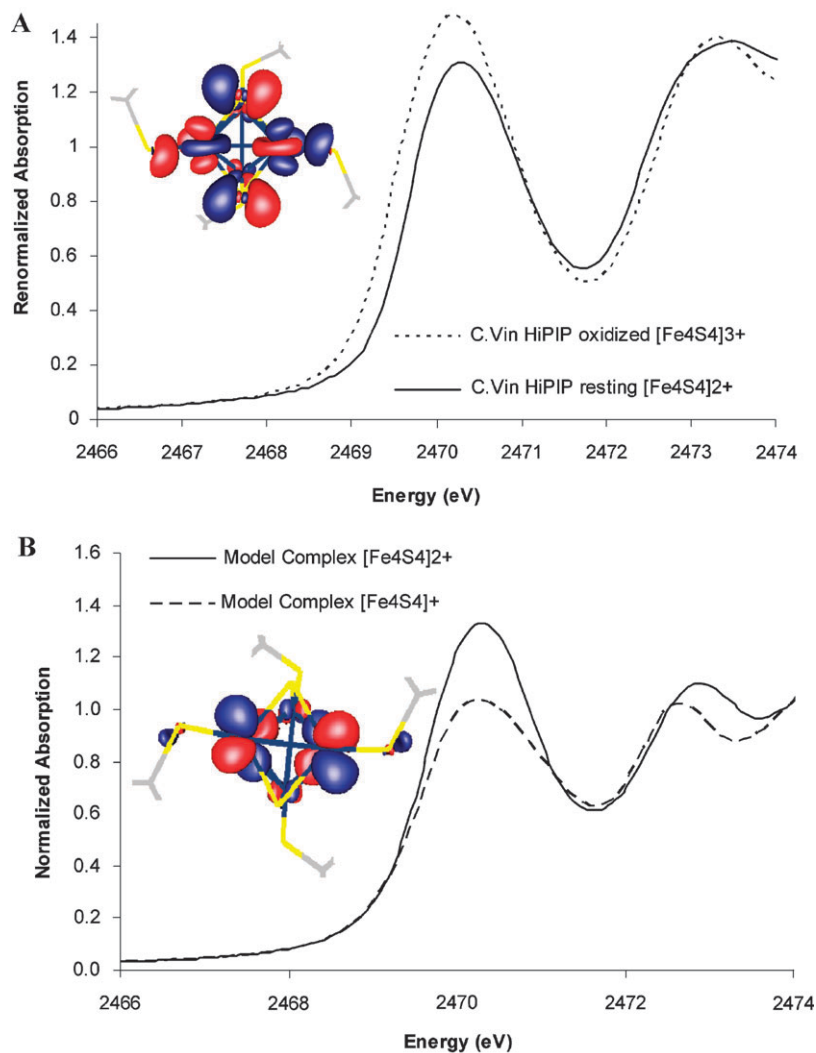 A
Renormalized Absorption
1.4
1.2
1
0.8
0.6
0.4
0.2
0
C.Vin HiPIP oxidized [Fe4S4]3+
C.Vin HiPIP resting [Fe4S4]2+
2466 2467 2468 2469 2470 2471 2472 2473 2474
Energy (eV)
B
Normalized Absorption
1.6
1.4
1.2
1.0
0.8
0.6
0.4
0.2
0.0
Model Complex [Fe4S4]2+
Model Complex [Fe4S4]+
2466 2468 2470 2472 2474
Energy (eV)